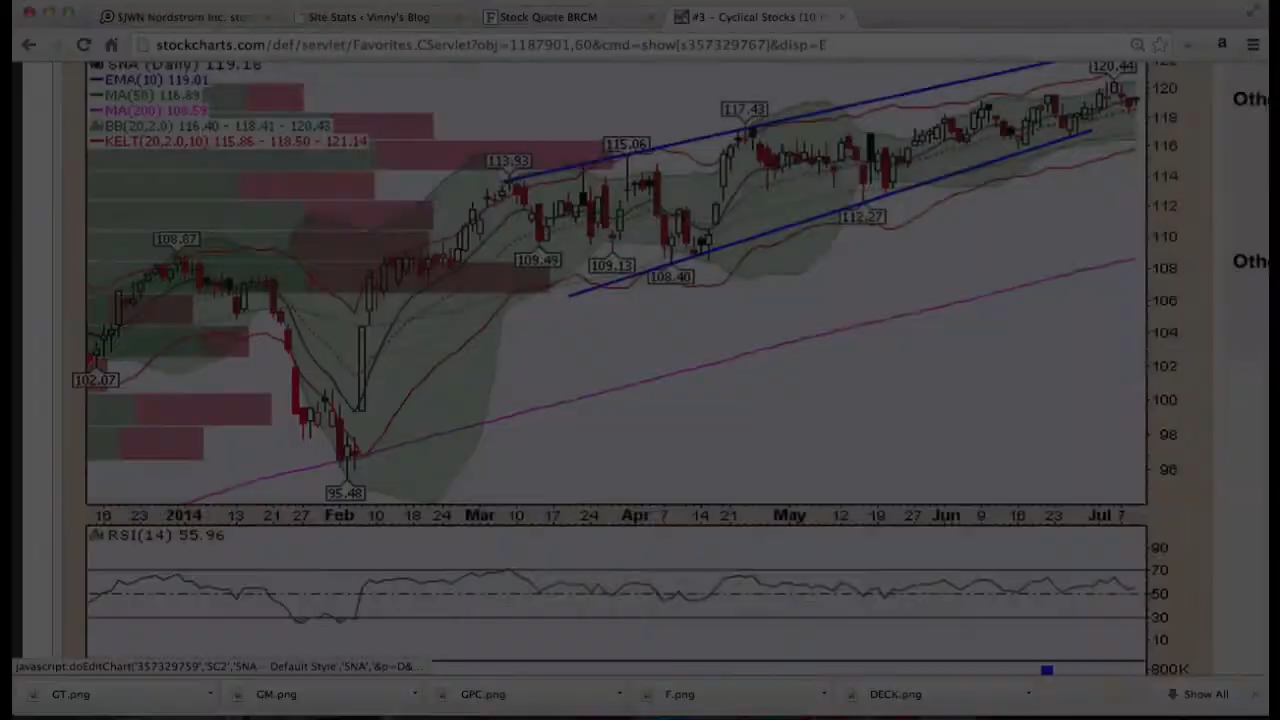 $JWN Nordstrom Inc. Site Stats ‹ Vinny's Blog Stock Quote BRCM #3 - Cyclical Stocks (10
stockcharts.com/def/servlet/Favorites.CServlet?obj=1187901,60&cmd=show[s357329767]&disp=E
SNA (Daily) 119.18
EMA(10) 119.01
MA(50) 116.89
MA(200) 108.59
BB(20,2.0) 116.40 - 118.41 - 120.43
KELT(20,2.0,10) 115.86 - 118.50 - 121.14
120.44
117.43
115.06
113.93
112.27
108.87
109.49
109.13
108.40
102.07
95.48
122
120
118
116
114
112
110
108
106
104
102
100
98
96
Oth
Oth
16 23 2014 13 21 27 Feb 10 18 24 Mar 10 17 24 Apr 7 14 21 May 12 19 27 Jun 9 16 23 Jul 7
RSI(14) 55.96
90
70
50
30
10
800K
javascript:doEditChart('357329759','SC2','SNA - Default Style','SNA','&p=D&...
GT.png GM.png GPC.png F.png DECK.png Show All